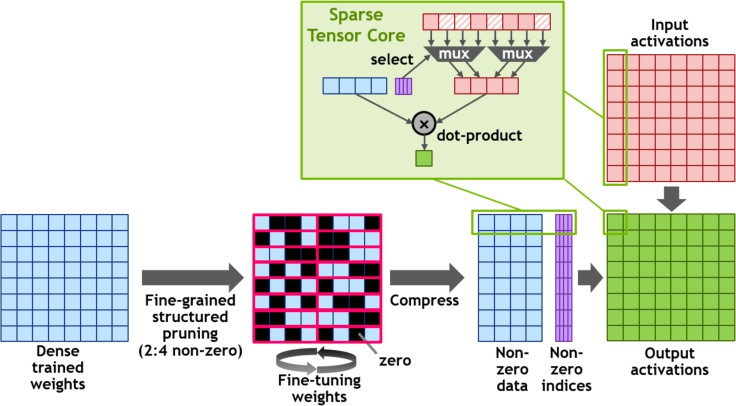 Sparse
Tensor Core
select
mux
mux
dot-product
Input
activations
Dense
trained
weights
Fine-grained
structured
pruning
(2:4 non-zero)
zero
Fine-tuning
weights
Compress
Non-
zero data
Non-
zero
indices
Output
activations